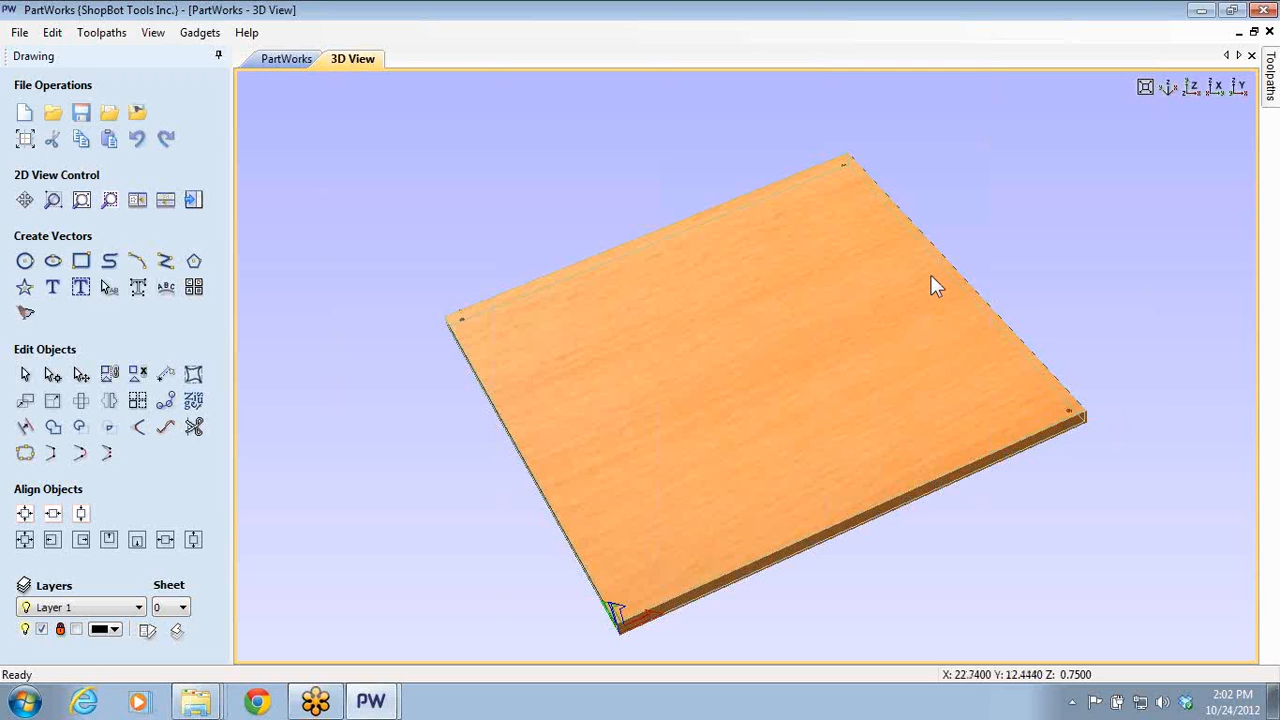 PartWorks {ShopBot Tools Inc.} - [PartWorks - 3D View]
File Edit Toolpaths View Gadgets Help
Drawing
PartWorks 3D View
Toolpaths
File Operations
2D View Control
Create Vectors
Edit Objects
Align Objects
Layers Sheet
Layer 1 0
Ready
X: 22.7400 Y: 12.4440 Z: 0.7500
PW
2:02 PM
10/24/2012